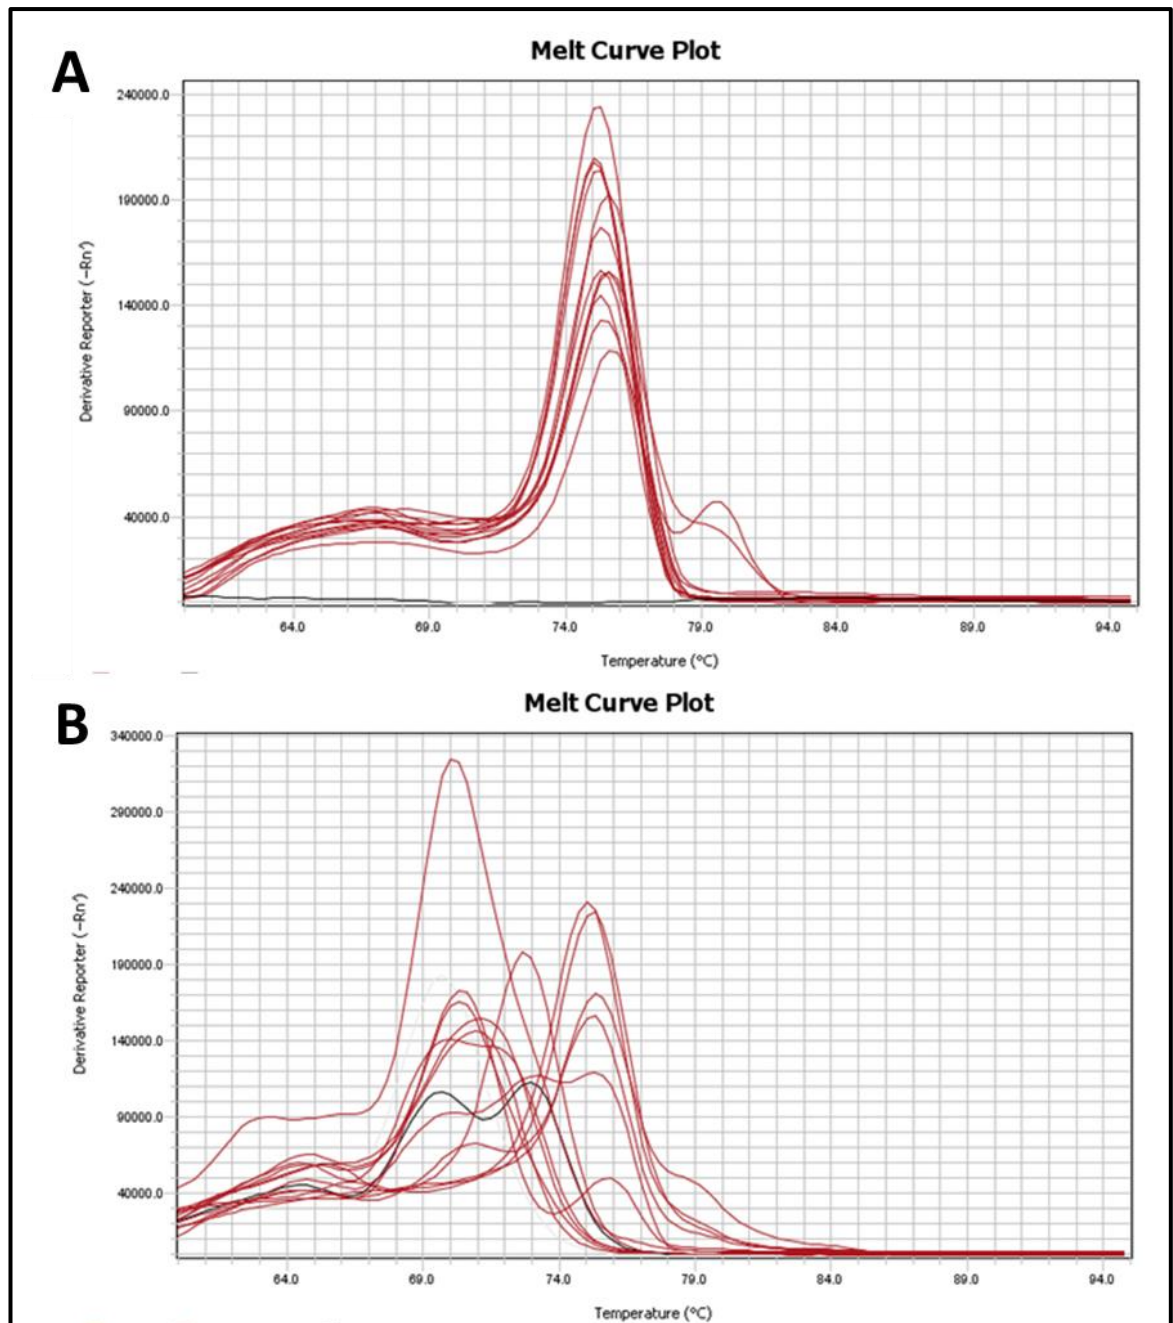 A
Melt Curve Plot
240000.0
190000.0
140000.0
90000.0
40000.0
Derivative Reporter (–Rn')
64.0 69.0 74.0 79.0 84.0 89.0 94.0
Temperature (°C)
B
Melt Curve Plot
340000.0
290000.0
240000.0
190000.0
140000.0
90000.0
40000.0
Derivative Reporter (–Rn')
64.0 69.0 74.0 79.0 84.0 89.0 94.0
Temperature (°C)